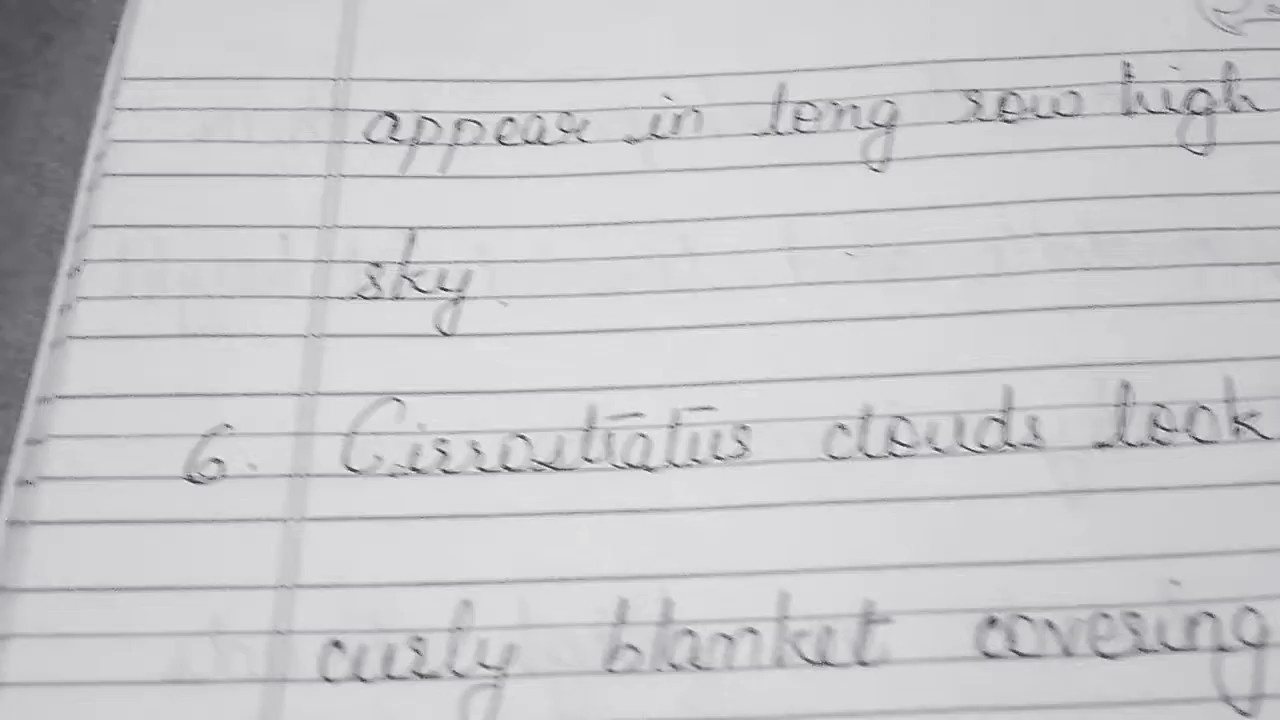 appear in long row high
sky.
6. Cirrostratus clouds look
curly blanket covering